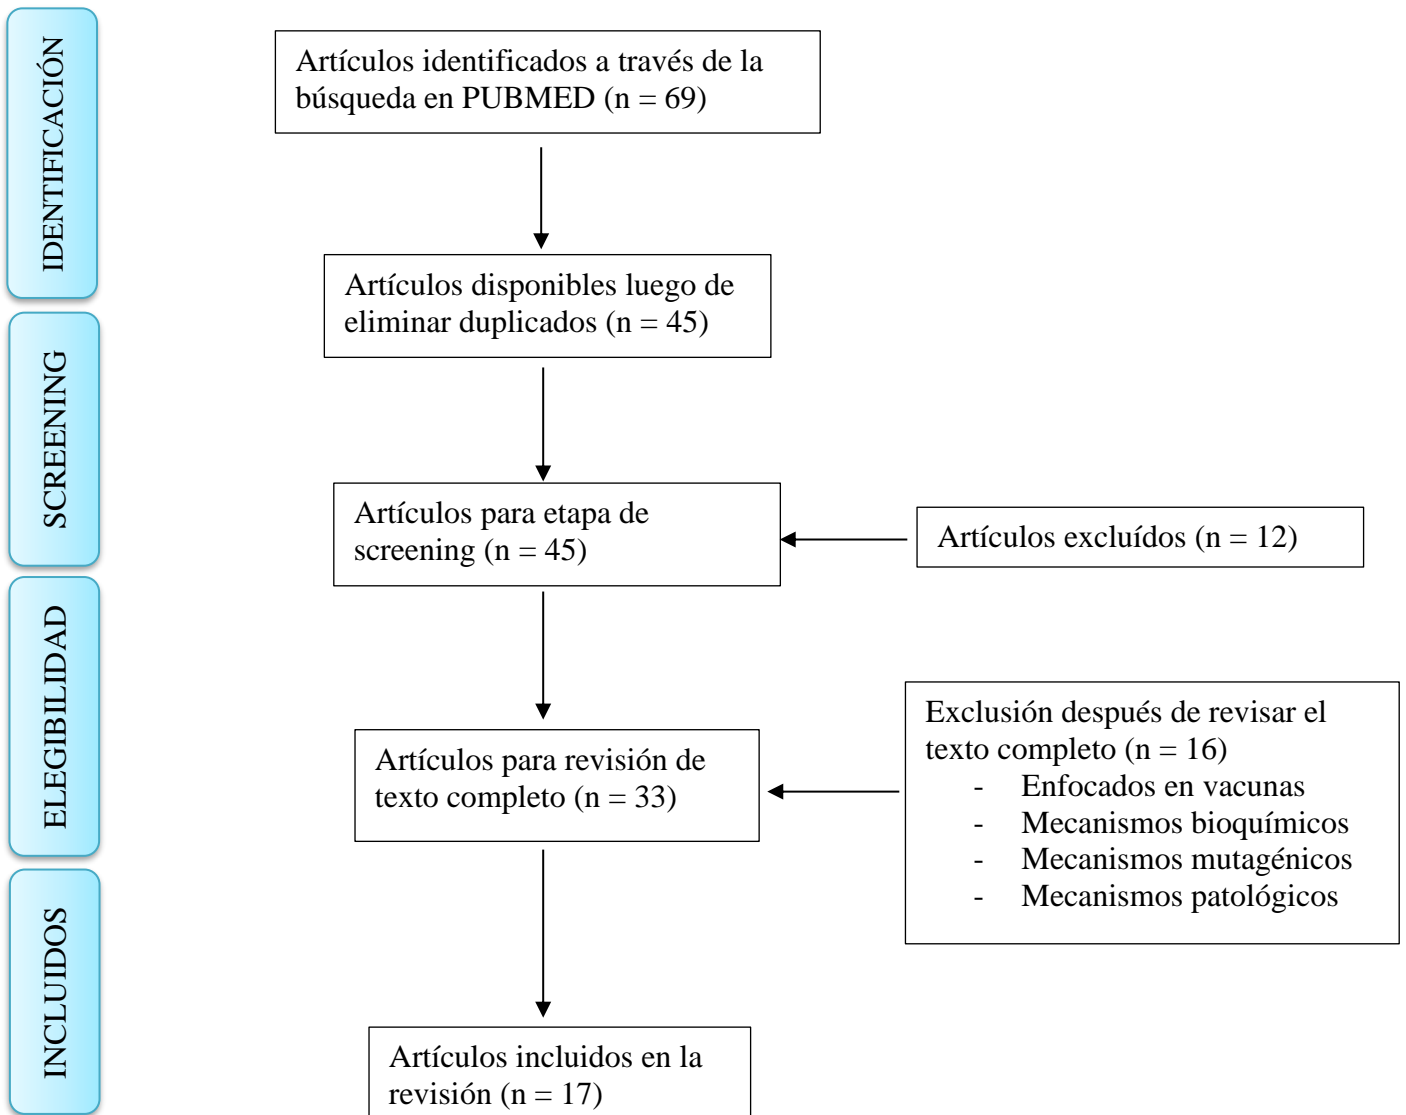 IDENTIFICACIÓN
Artículos identificados a través de la
búsqueda en PUBMED (n = 69)
Artículos disponibles luego de
eliminar duplicados (n = 45)
SCREENING
Artículos para etapa de
screening (n = 45)
Artículos excluídos (n = 12)
ELEGIBILIDAD
Artículos para revisión de
texto completo (n = 33)
Exclusión después de revisar el
texto completo (n = 16)
- Enfocados en vacunas
- Mecanismos bioquímicos
- Mecanismos mutagénicos
- Mecanismos patológicos
INCLUIDOS
Artículos incluidos en la
revisión (n = 17)